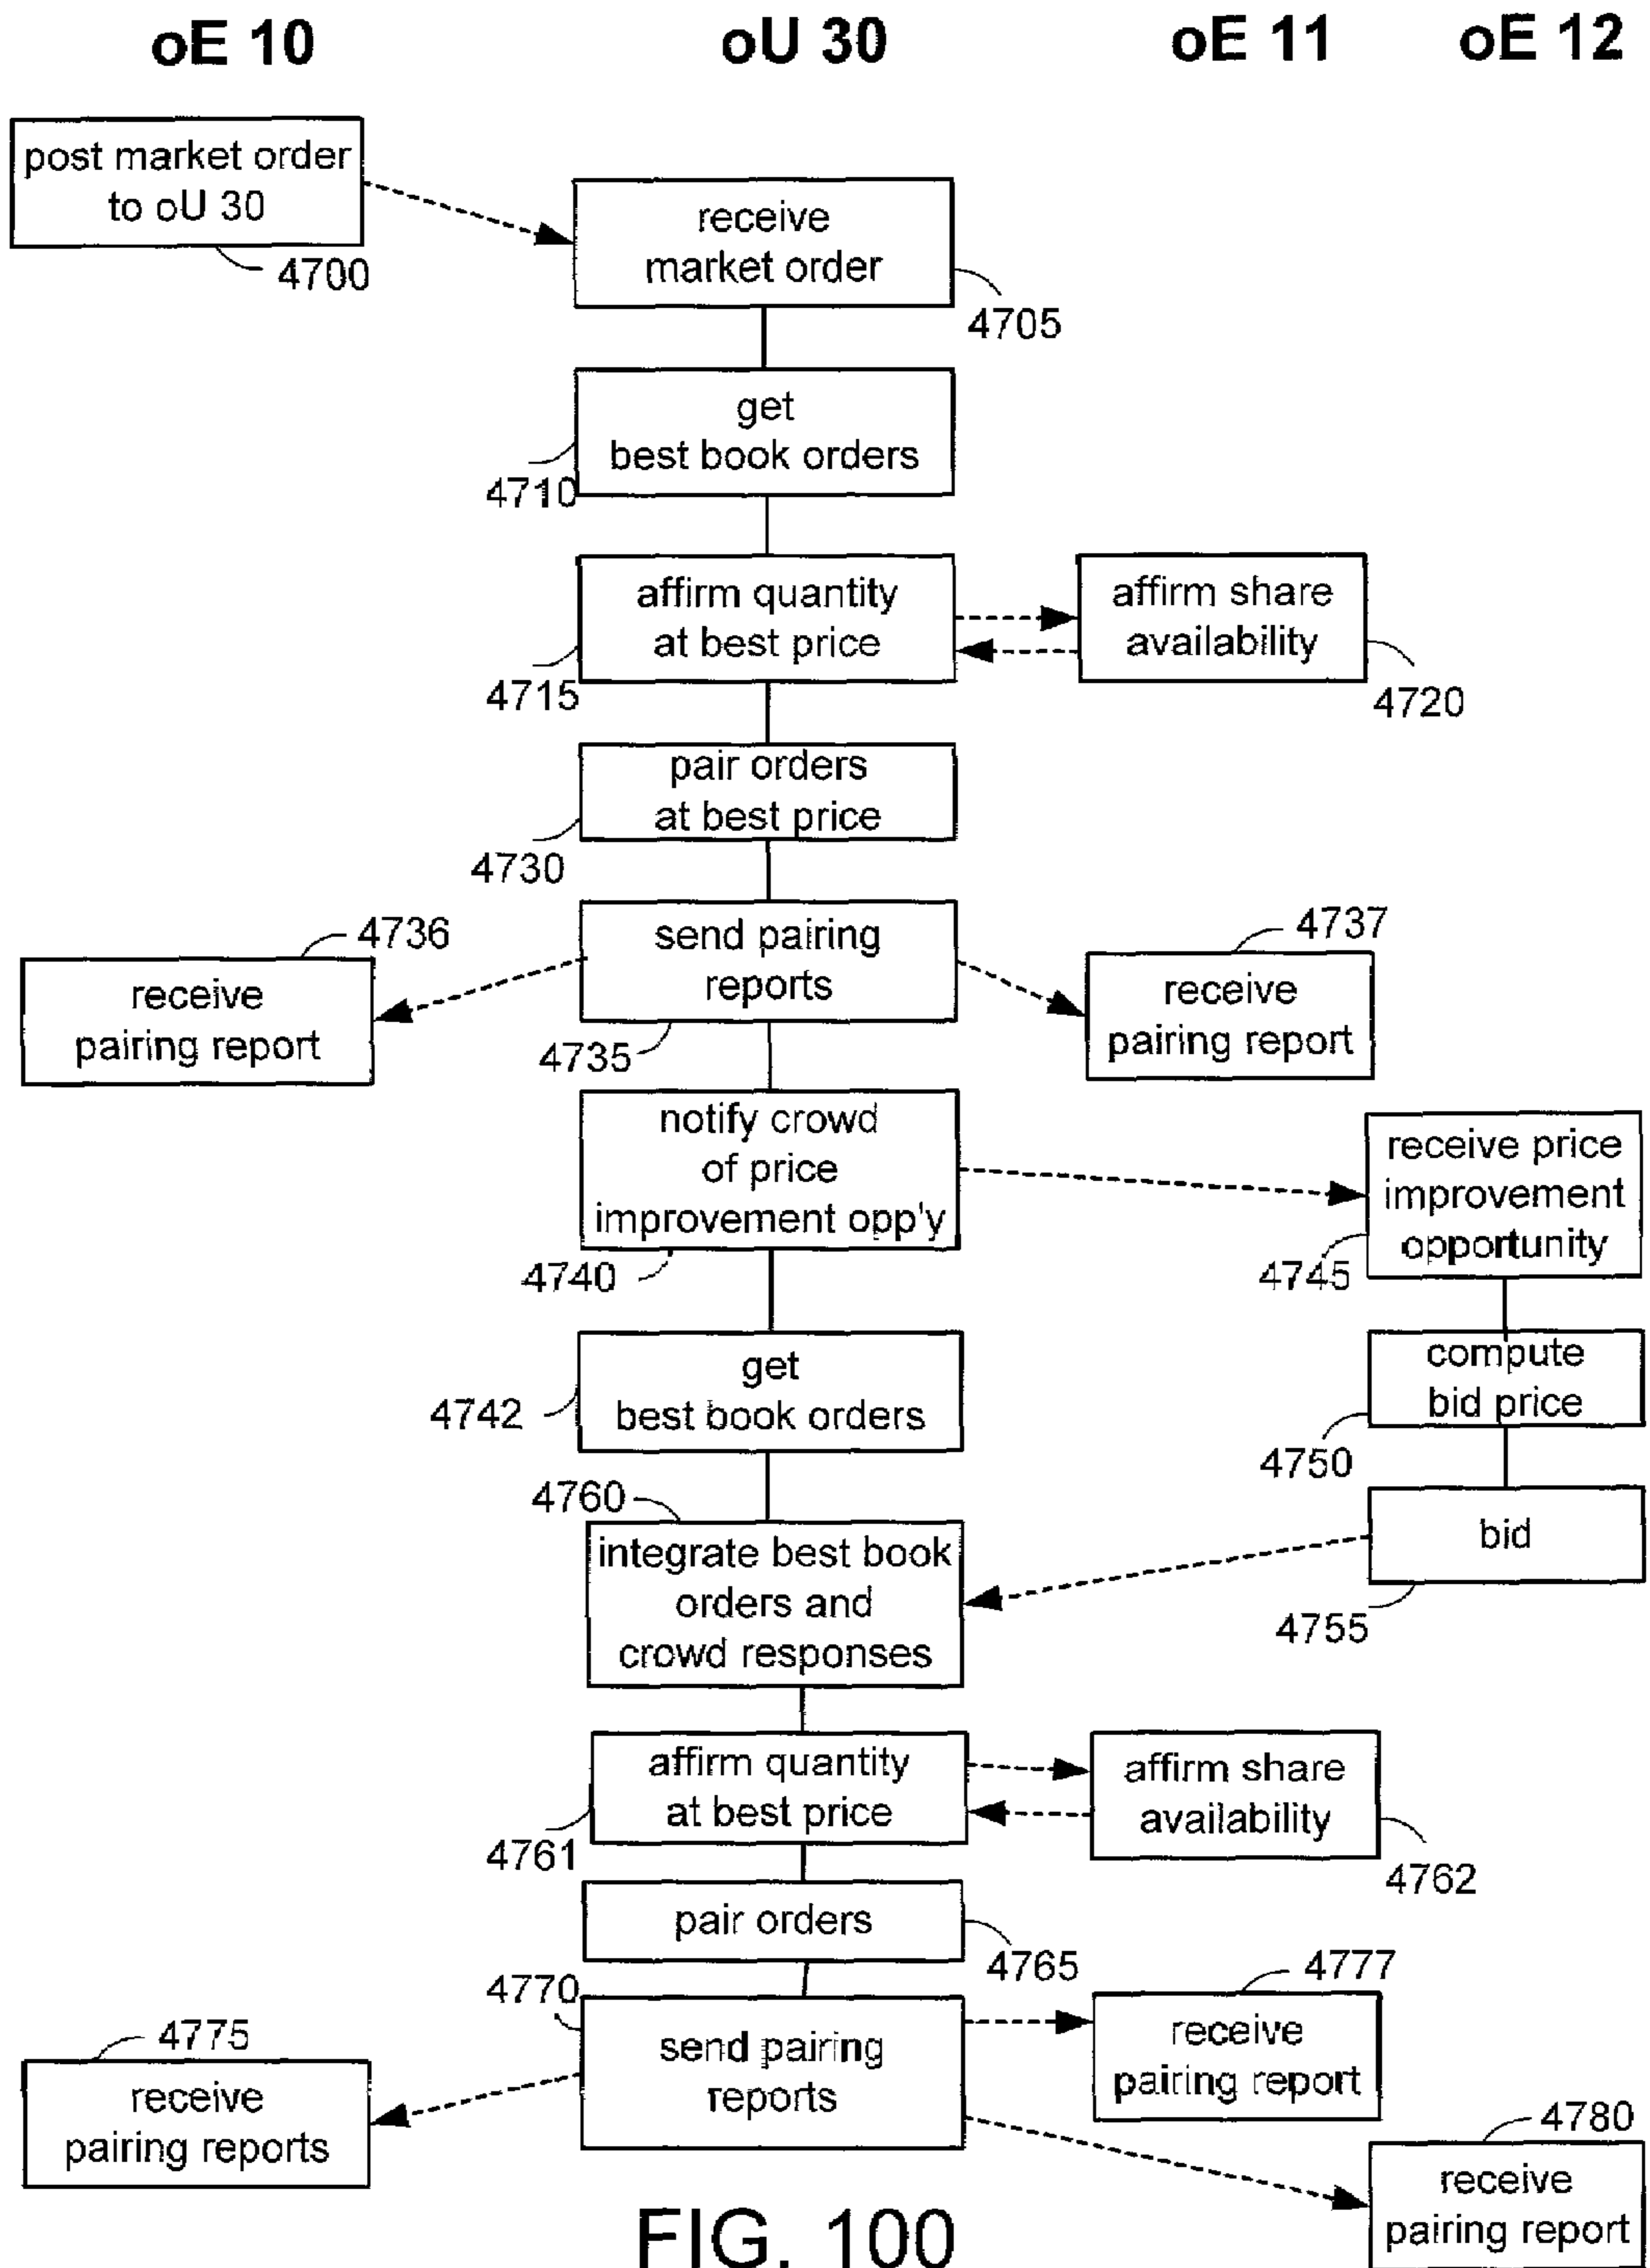 oE 10 oU 30 oE 11 oE 12
post market order
to oU 30
4700
receive
market order
4705
get
best book orders
4710
affirm quantity
at best price
4715
affirm share
availability
4720
pair orders
at best price
4730
send pairing
reports
4735
4736
receive
pairing report
4737
receive
pairing report
notify crowd
of price
improvement opp'y
4740
receive price
improvement
opportunity
4745
get
best book orders
4742
compute
bid price
4750
bid
4755
4760
integrate best book
orders and
crowd responses
affirm quantity
at best price
4761
affirm share
availability
4762
pair orders
4765
4770
send pairing
reports
4777
receive
pairing report
4775
receive
pairing reports
4780
receive
pairing report
FIG. 100